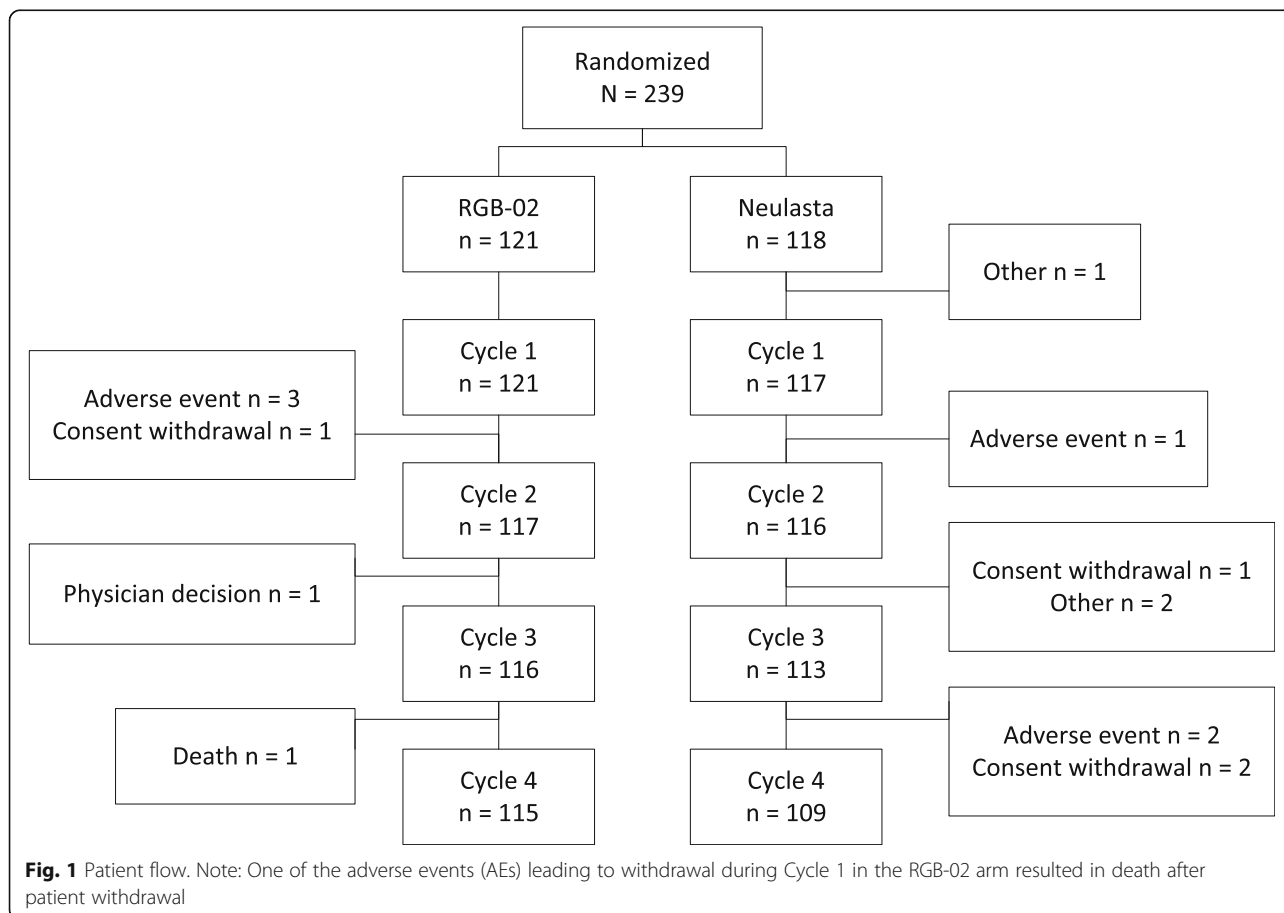 Randomized
N = 239
RGB-02
n = 121
Neulasta
n = 118
Other n = 1
Cycle 1
n = 121
Cycle 1
n = 117
Adverse event n = 3
Consent withdrawal n = 1
Adverse event n = 1
Cycle 2
n = 117
Cycle 2
n = 116
Physician decision n = 1
Consent withdrawal n = 1
Other n = 2
Cycle 3
n = 116
Cycle 3
n = 113
Death n = 1
Adverse event n = 2
Consent withdrawal n = 2
Cycle 4
n = 115
Cycle 4
n = 109
Fig. 1 Patient flow. Note: One of the adverse events (AEs) leading to withdrawal during Cycle 1 in the RGB-02 arm resulted in death after
patient withdrawal